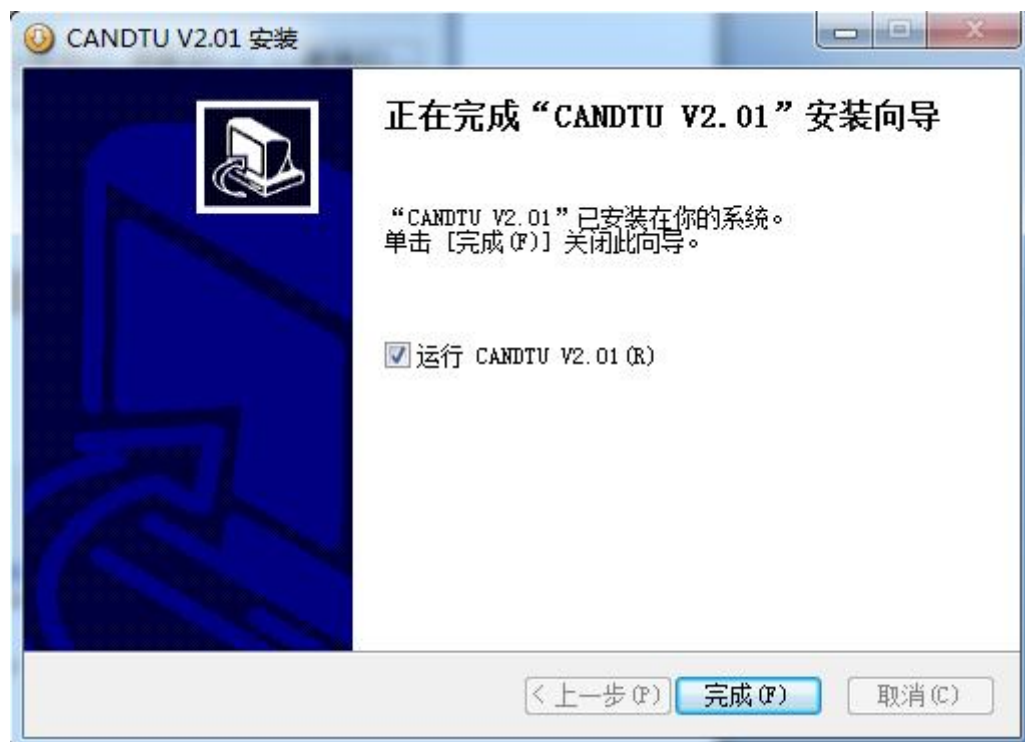 CANDTU V2.01 安装
正在完成“CANDTU V2.01”安装向导
“CANDTU V2.01”已安装在你的系统。
单击 [完成(F)] 关闭此向导。
运行 CANDTU V2.01(R)
< 上一步(P) 完成(F) 取消(C)